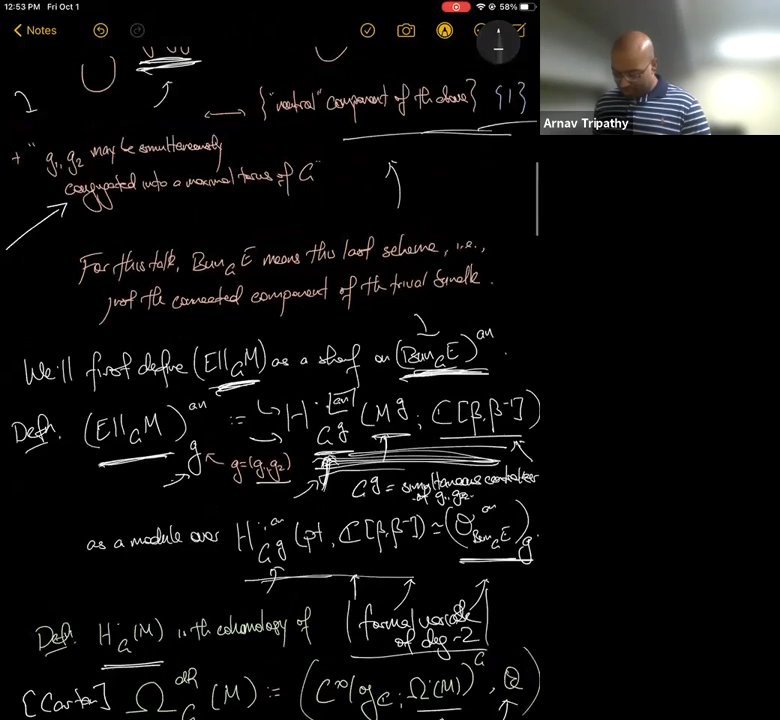 12:53 PM Fri Oct 1
58%
Notes
Arnav Tripathy
1
⟷ {"neutral" component of the above} {1}
+ " g₁, g₂ may be simultaneously
conjugated into a maximal torus of G "
For this talk, Bun_G E means this last scheme, i.e.,
just the connected component of the trivial bundle.
We'll first define (Ell_G M) as a sheaf on (Bun_G E)^an.
Defn. (Ell_G M)^an_g := H^{·,[an]}_{G^g} (M^g; C[β,β⁻¹])
g=(g₁,g₂)
G^g = simultaneous centralizer
of g₁, g₂.
as a module over H^{·,an}_{G^g} (pt, C[β,β⁻¹]) ≃ (O^an_{Bun_G E})_g
Defn. H^·_G(M) is the cohomology of
formal variable
of deg -2
[Cartan] Ω_G (M) := (C^∞(g_C; Ω^·(M))^G, Q)